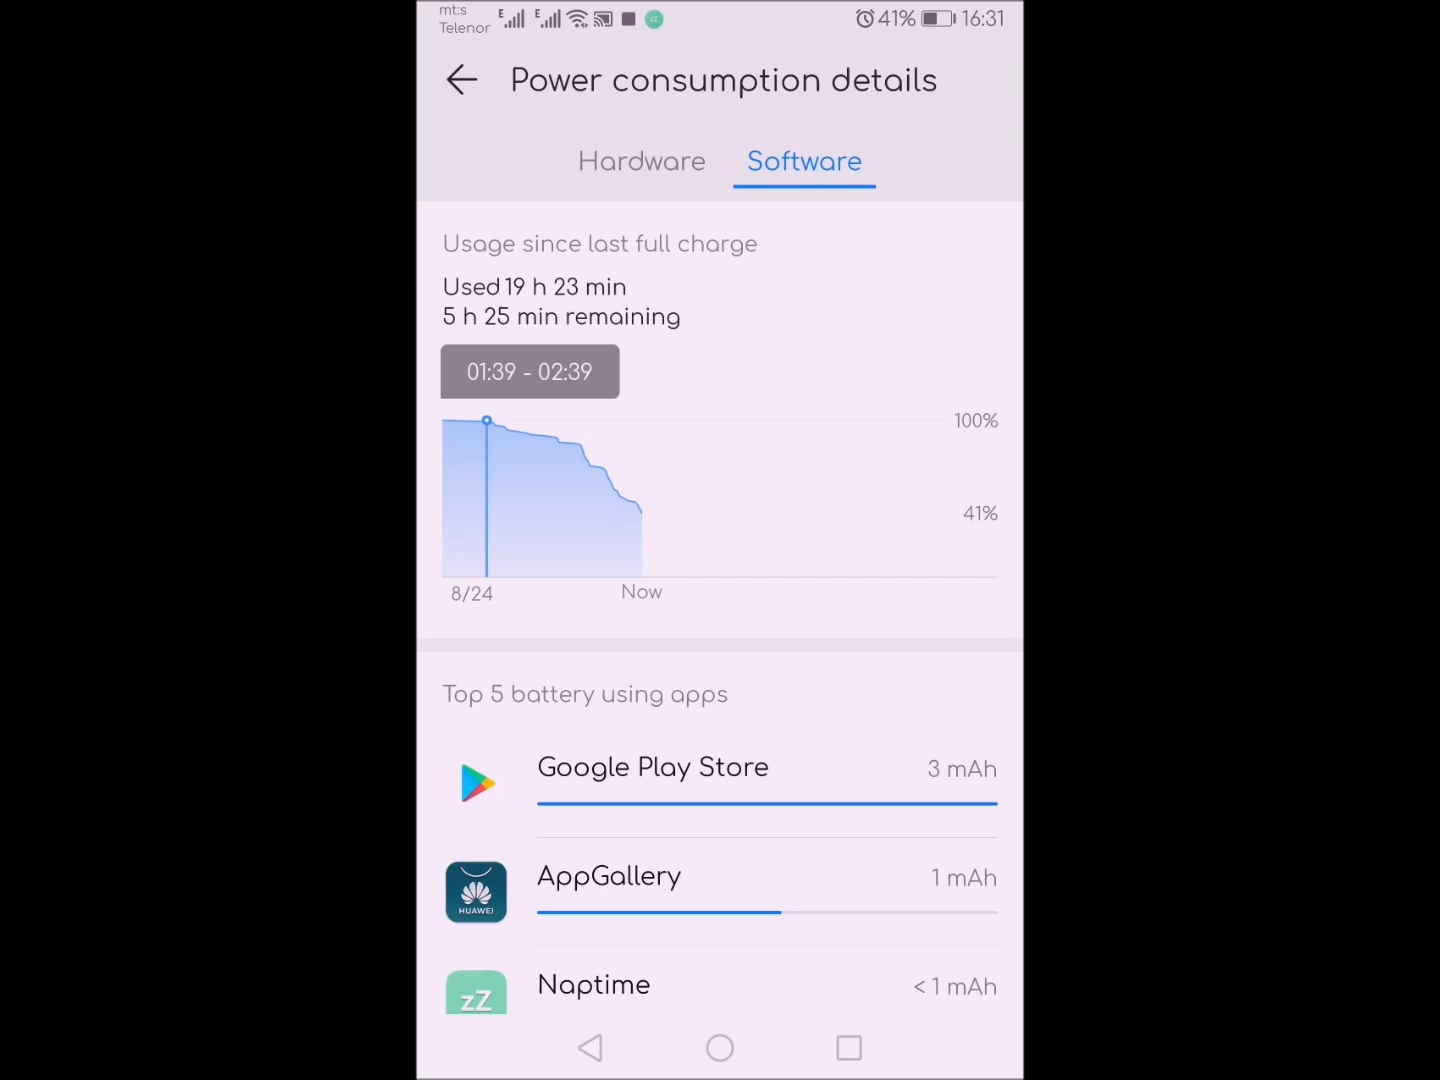 mt:s
Telenor
E E zZ 41% 16:31
Power consumption details
Hardware Software
Usage since last full charge
Used 19 h 23 min
5 h 25 min remaining
01:39 - 02:39
100%
41%
8/24 Now
Top 5 battery using apps
Google Play Store 3 mAh
AppGallery 1 mAh
HUAWEI
Naptime < 1 mAh
zZ